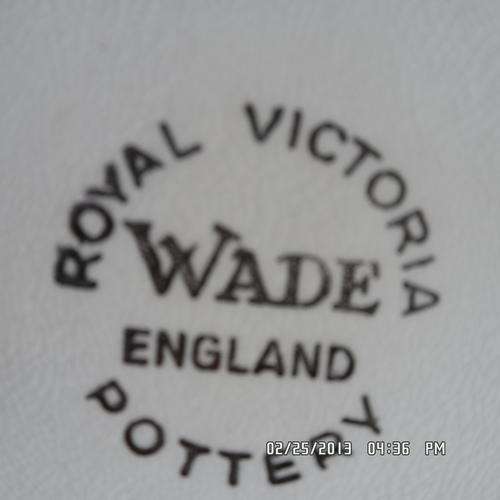 ROYAL VICTORIA
WADE
ENGLAND
POTTERY
02/25/2013 04:36 PM